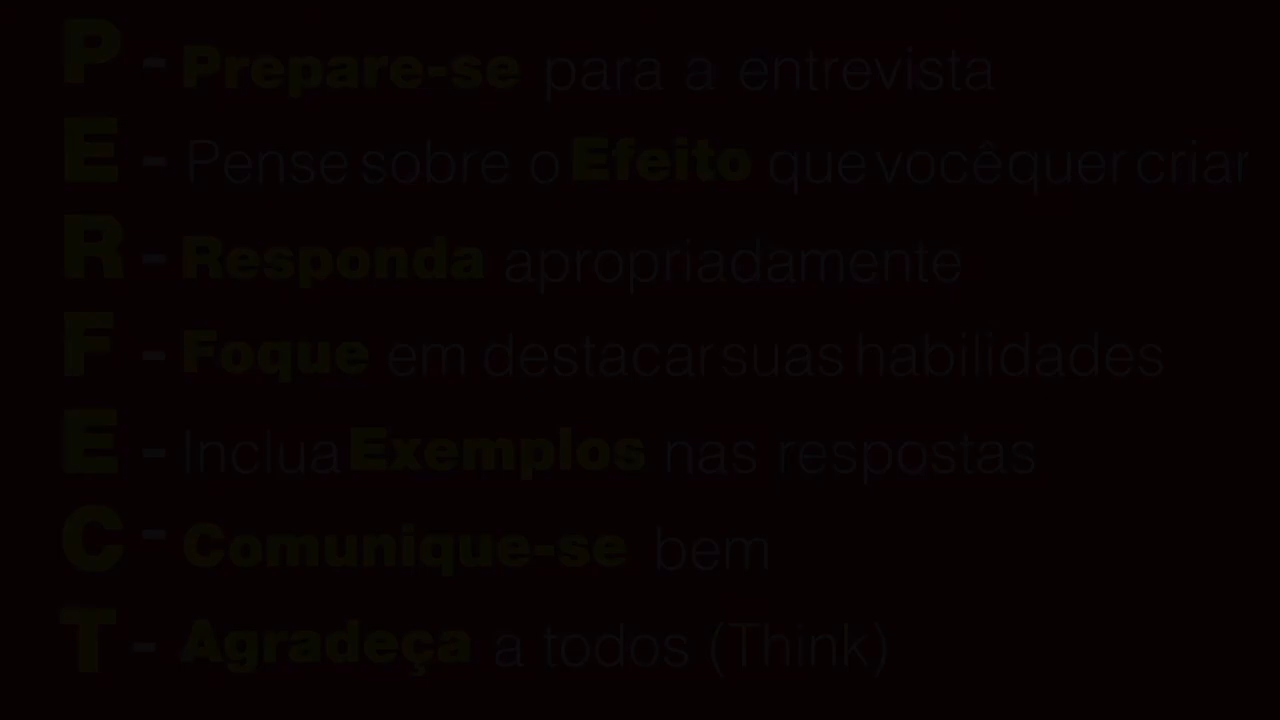 P - Prepare-se para a entrevista
E - Pense sobre o Efeito que você quer criar
R - Responda apropriadamente
F - Foque em destacar suas habilidades
E - Inclua Exemplos nas respostas
C - Comunique-se bem
T - Agradeça a todos (Think)